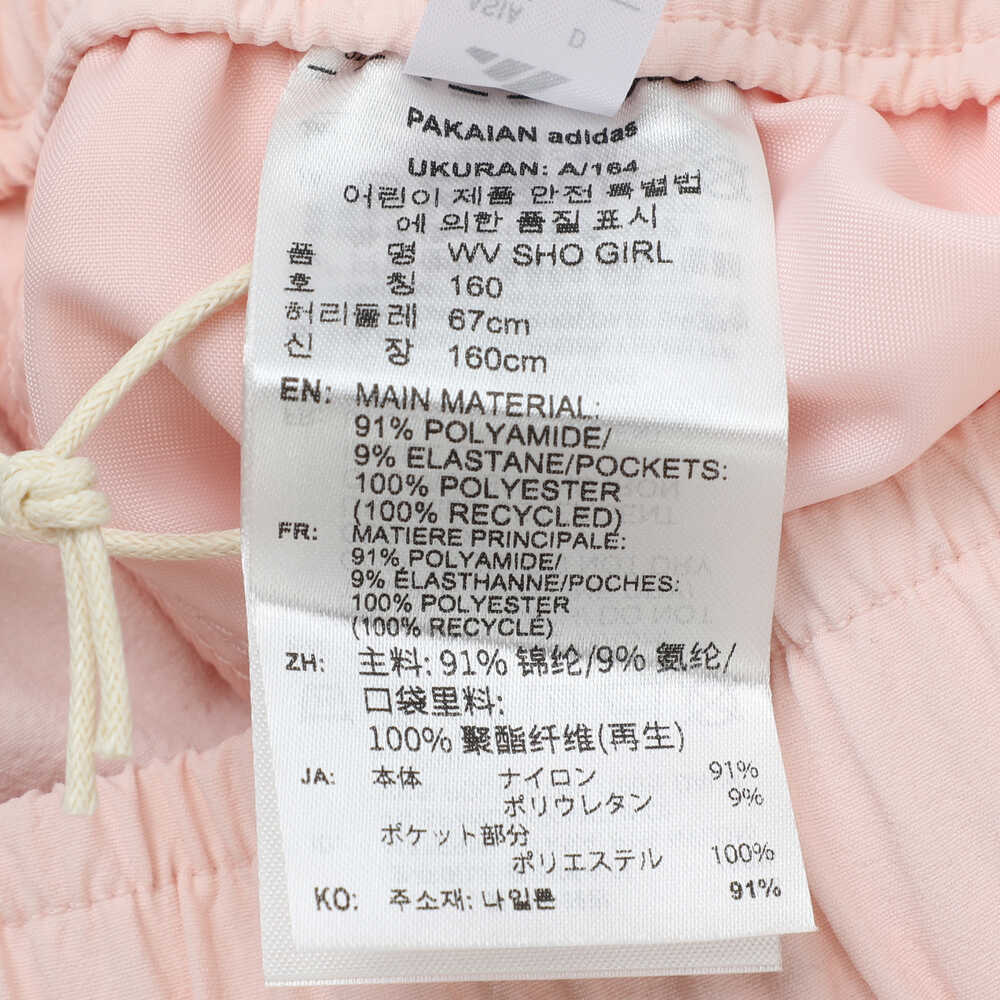 ASIA
D
PAKAIAN adidas
UKURAN: A/164
어린이제품 안전 특별법
에 의한 품질 표시
품 명 WV SHO GIRL
호 칭 160
허리둘레 67cm
신 장 160cm
EN: MAIN MATERIAL:
91% POLYAMIDE/
9% ELASTANE/POCKETS:
100% POLYESTER
(100% RECYCLED)
FR: MATIERE PRINCIPALE:
91% POLYAMIDE/
9% ÉLASTHANNE/POCHES:
100% POLYESTER
(100% RECYCLÉ)
ZH: 主料: 91% 锦纶/9% 氨纶/
口袋里料:
100% 聚酯纤维(再生)
JA: 本体 ナイロン 91%
ポリウレタン 9%
ポケット部分
ポリエステル 100%
KO: 주소재: 나일론 91%